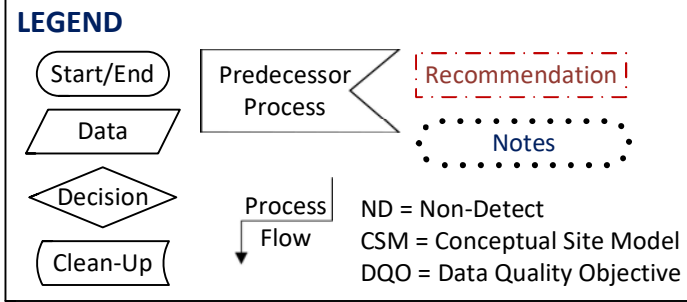 LEGEND
Start/End
Data
Decision
Clean-Up
Predecessor
Process
Process
Flow
Recommendation
Notes
ND = Non-Detect
CSM = Conceptual Site Model
DQO = Data Quality Objective